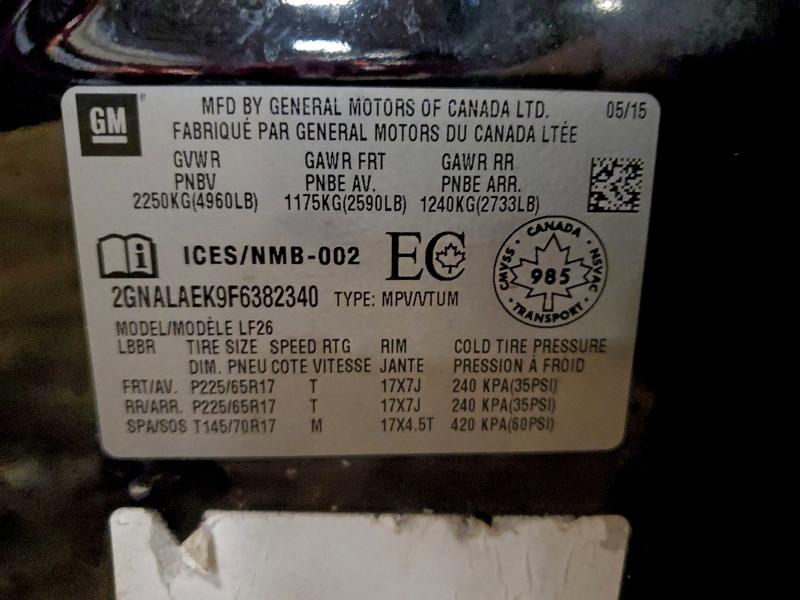 GM
MFD BY GENERAL MOTORS OF CANADA LTD. 05/15
FABRIQUÉ PAR GENERAL MOTORS DU CANADA LTÉE
GVWR GAWR FRT GAWR RR
PNBV PNBE AV. PNBE ARR.
2250KG(4960LB) 1175KG(2590LB) 1240KG(2733LB)
i ICES/NMB-002 EC
CANADA
CMVSS 985 NSVAC
TRANSPORT
2GNALAEK9F6382340 TYPE: MPV/VTUM
MODEL/MODÈLE LF26
LBBR TIRE SIZE SPEED RTG RIM COLD TIRE PRESSURE
DIM. PNEU COTE VITESSE JANTE PRESSION À FROID
FRT/AV. P225/65R17 T 17X7J 240 KPA(35PSI)
RR/ARR. P225/65R17 T 17X7J 240 KPA(35PSI)
SPA/SOS T145/70R17 M 17X4.5T 420 KPA(60PSI)